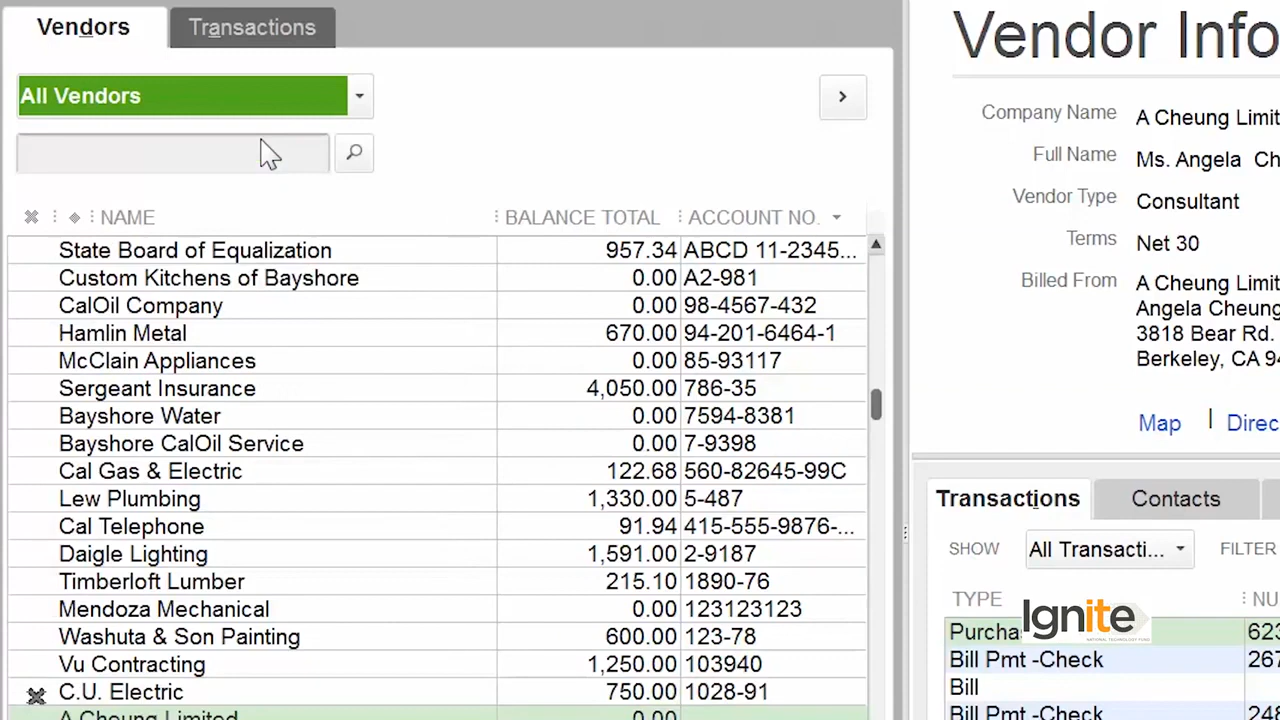 Vendors Transactions
All Vendors
NAME BALANCE TOTAL ACCOUNT NO.
State Board of Equalization 957.34 ABCD 11-2345...
Custom Kitchens of Bayshore 0.00 A2-981
CalOil Company 0.00 98-4567-432
Hamlin Metal 670.00 94-201-6464-1
McClain Appliances 0.00 85-93117
Sergeant Insurance 4,050.00 786-35
Bayshore Water 0.00 7594-8381
Bayshore CalOil Service 0.00 7-9398
Cal Gas & Electric 122.68 560-82645-99C
Lew Plumbing 1,330.00 5-487
Cal Telephone 91.94 415-555-9876-...
Daigle Lighting 1,591.00 2-9187
Timberloft Lumber 215.10 1890-76
Mendoza Mechanical 0.00 123123123
Washuta & Son Painting 600.00 123-78
Vu Contracting 1,250.00 103940
C.U. Electric 750.00 1028-91
A Cheung Limited 0.00
Vendor Info
Company Name A Cheung Limit
Full Name Ms. Angela Ch
Vendor Type Consultant
Terms Net 30
Billed From A Cheung Limit
Angela Cheung
3818 Bear Rd.
Berkeley, CA 94
Map | Direc
Transactions Contacts
SHOW All Transacti... FILTER
TYPE NU
Purcha 623
Ignite
Bill Pmt -Check 267
Bill
Bill Pmt -Check 248